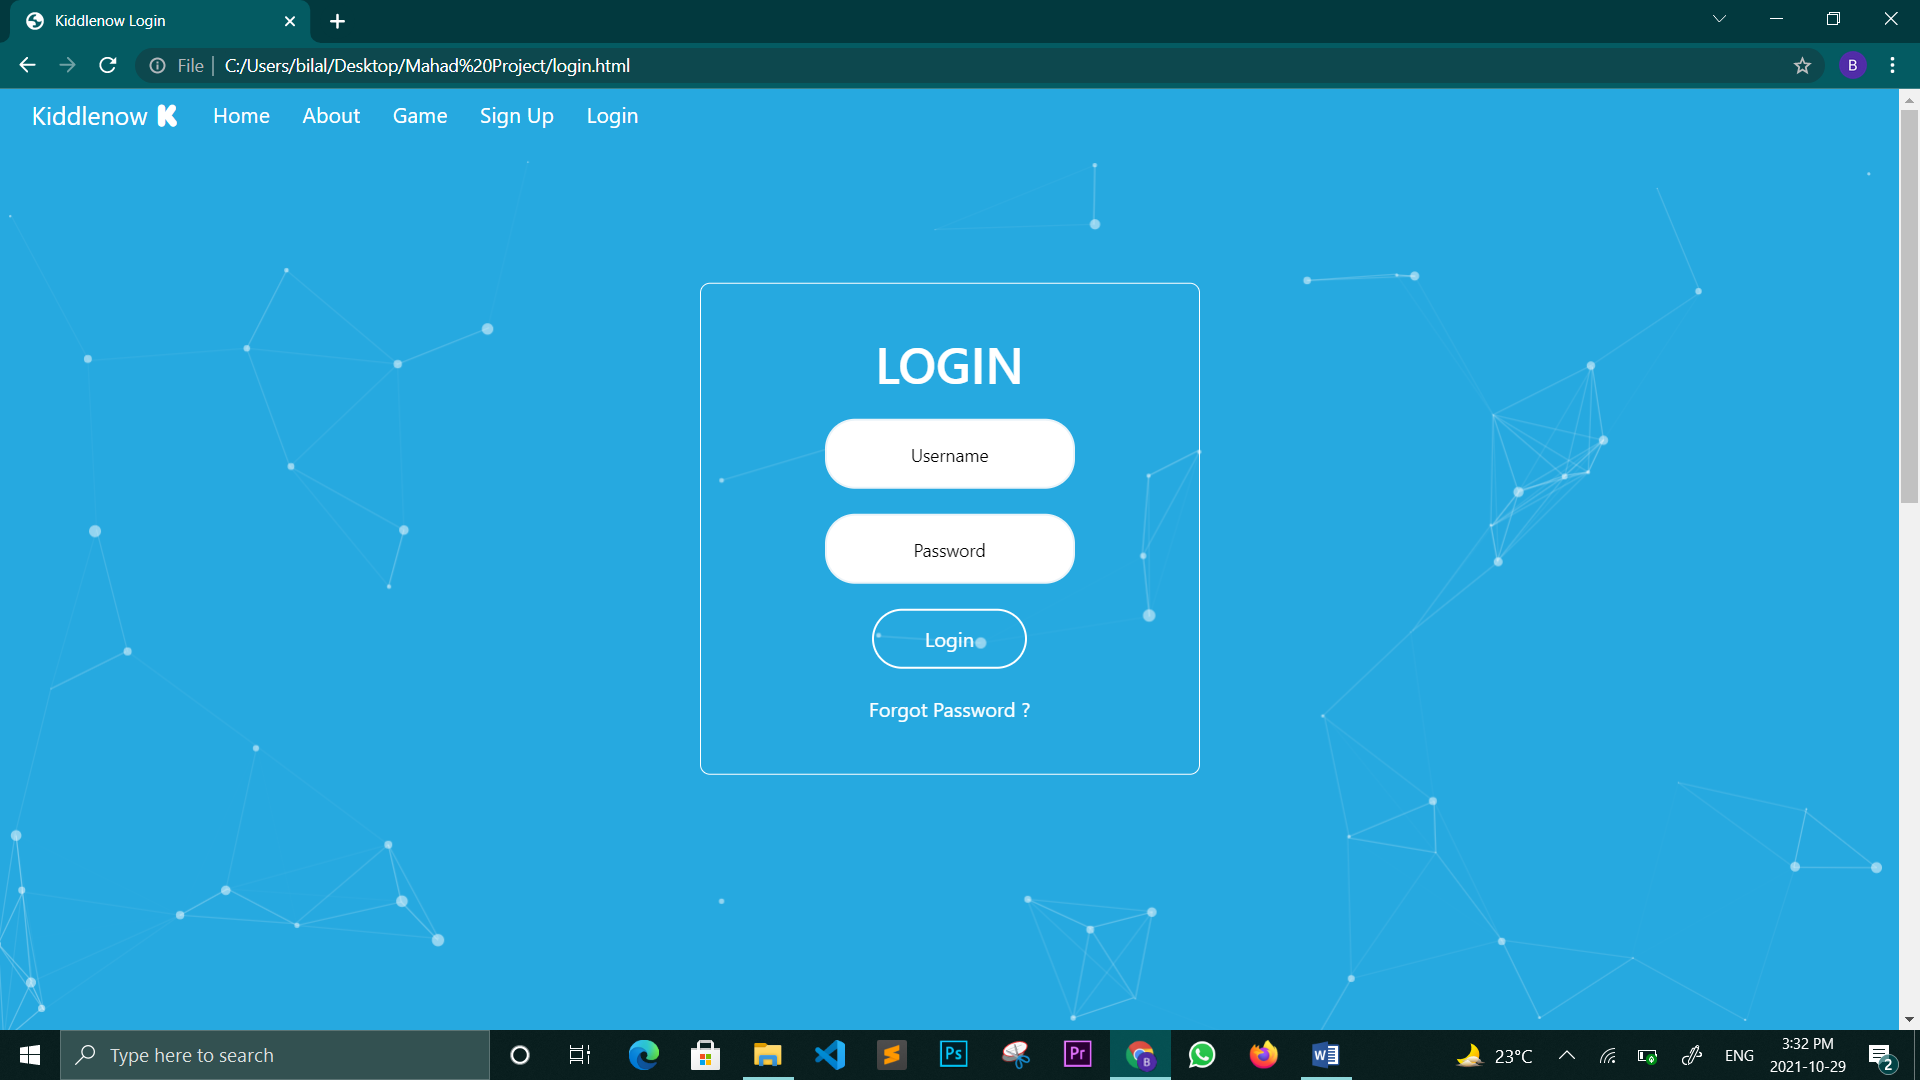 Kiddlenow Login
File | C:/Users/bilal/Desktop/Mahad%20Project/login.html
B
Kiddlenow K Home About Game Sign Up Login
LOGIN
Username
Password
Login
Forgot Password ?
Type here to search
Ps
Pr
B
W
23°C
ENG
3:32 PM
2021-10-29
2